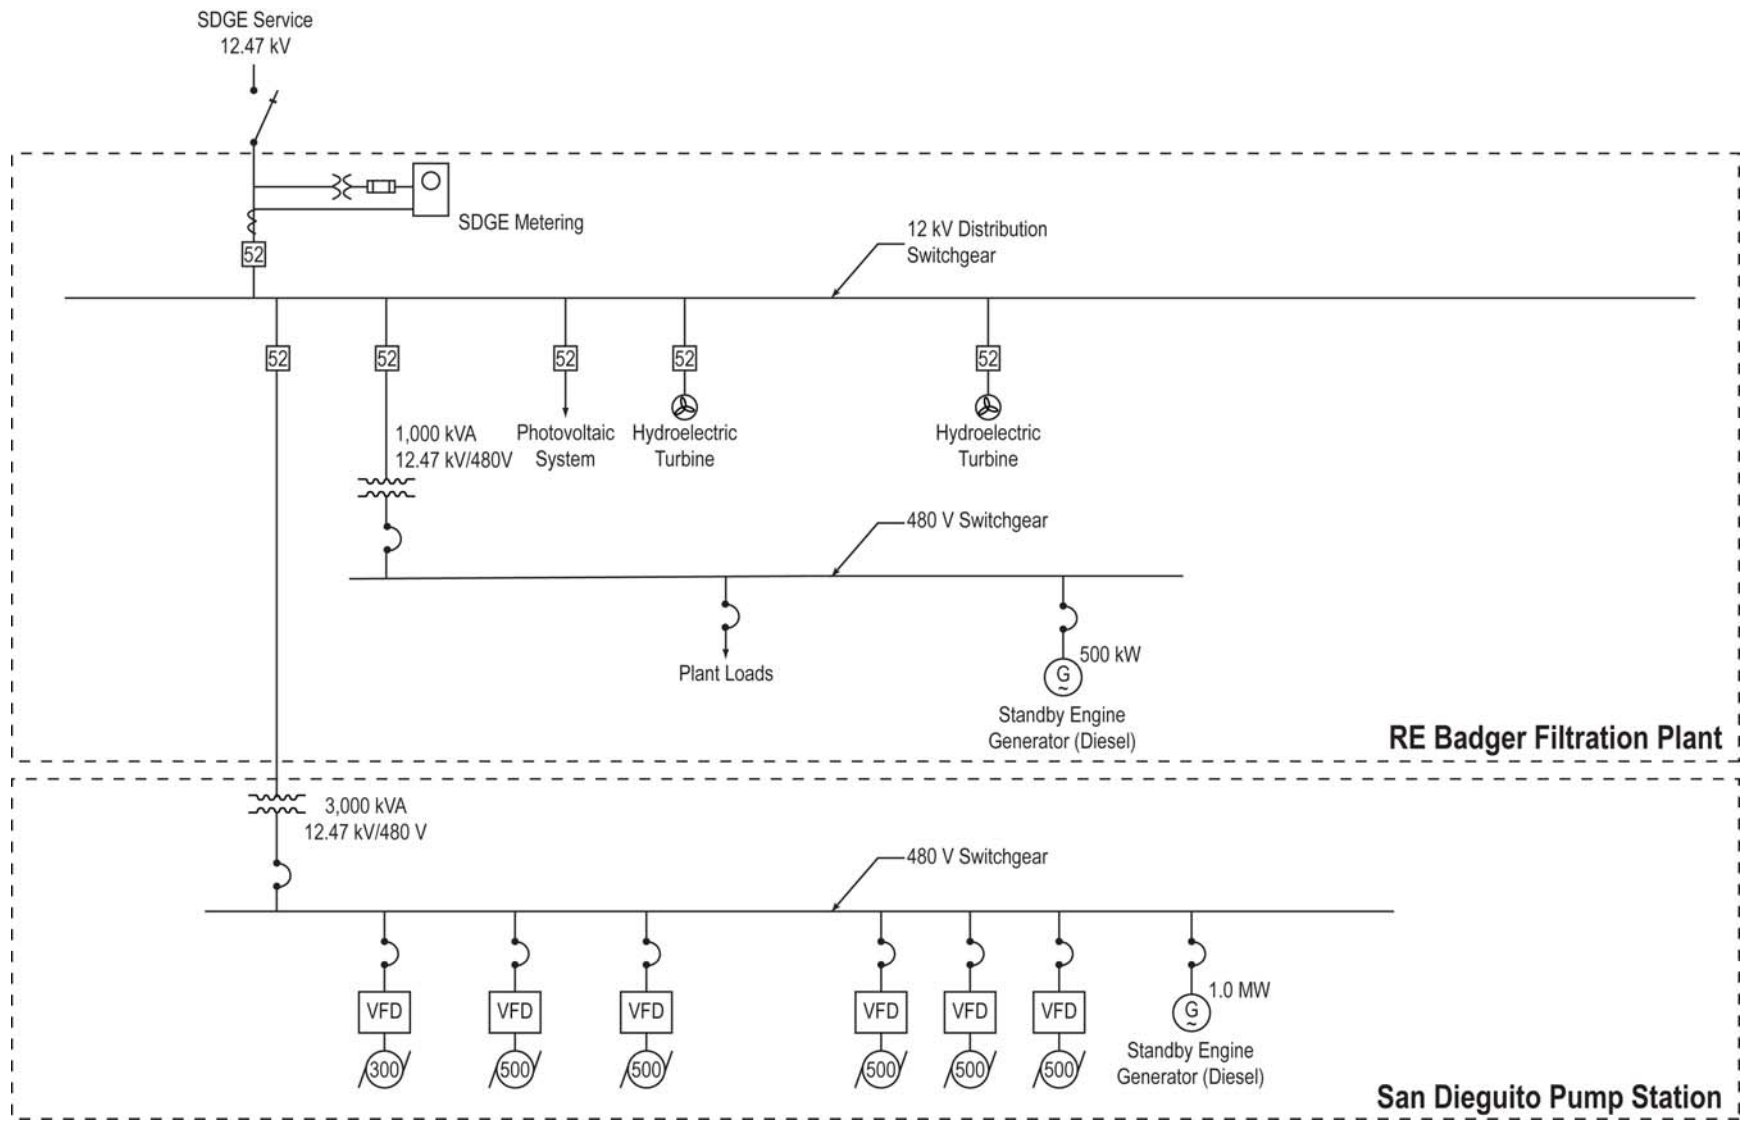 SDGE Service
12.47 kV
SDGE Metering
52
12 kV Distribution
Switchgear
52
52
52
52
52
1,000 kVA
12.47 kV/480V
Photovoltaic
System
Hydroelectric
Turbine
Hydroelectric
Turbine
480 V Switchgear
Plant Loads
500 kW
G
~
Standby Engine
Generator (Diesel)
RE Badger Filtration Plant
3,000 kVA
12.47 kV/480 V
480 V Switchgear
VFD
VFD
VFD
VFD
VFD
VFD
1.0 MW
G
~
300
500
500
500
500
500
Standby Engine
Generator (Diesel)
San Dieguito Pump Station